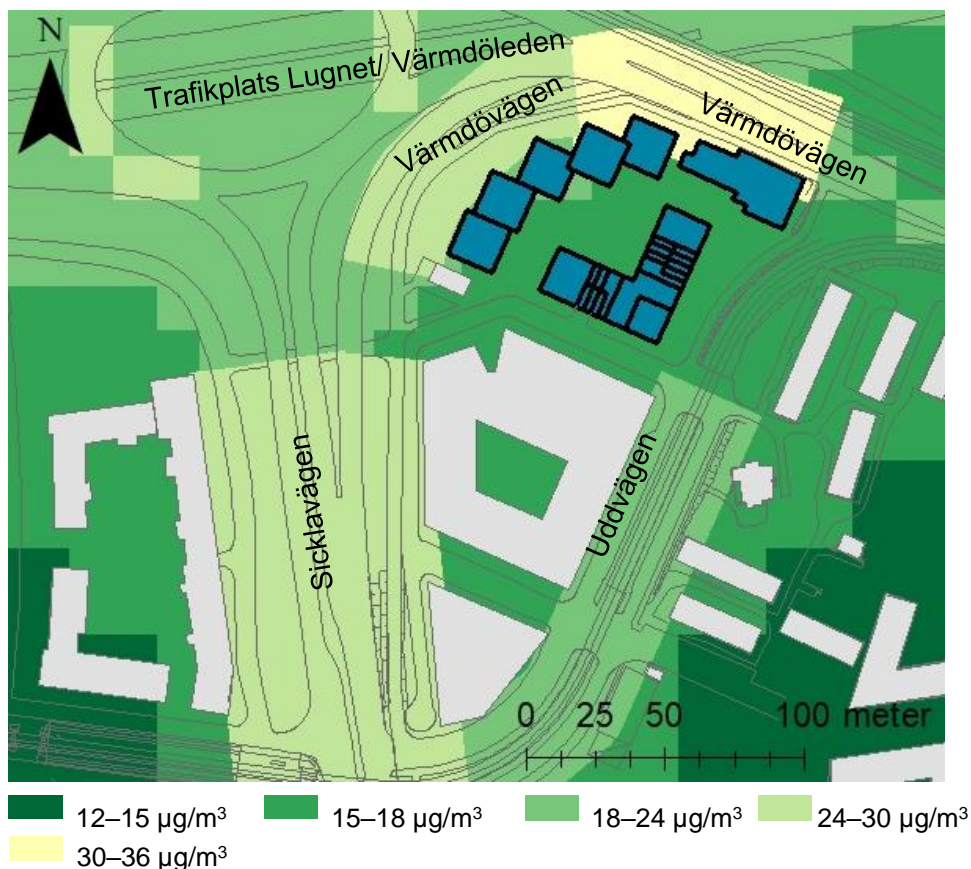 N
Trafikplats Lugnet/ Värmdöleden
Värmdövägen
Värmdövägen
Sicklavägen
Uddvägen
0 25 50 100 meter
12–15 µg/m³ 15–18 µg/m³ 18–24 µg/m³ 24–30 µg/m³
30–36 µg/m³